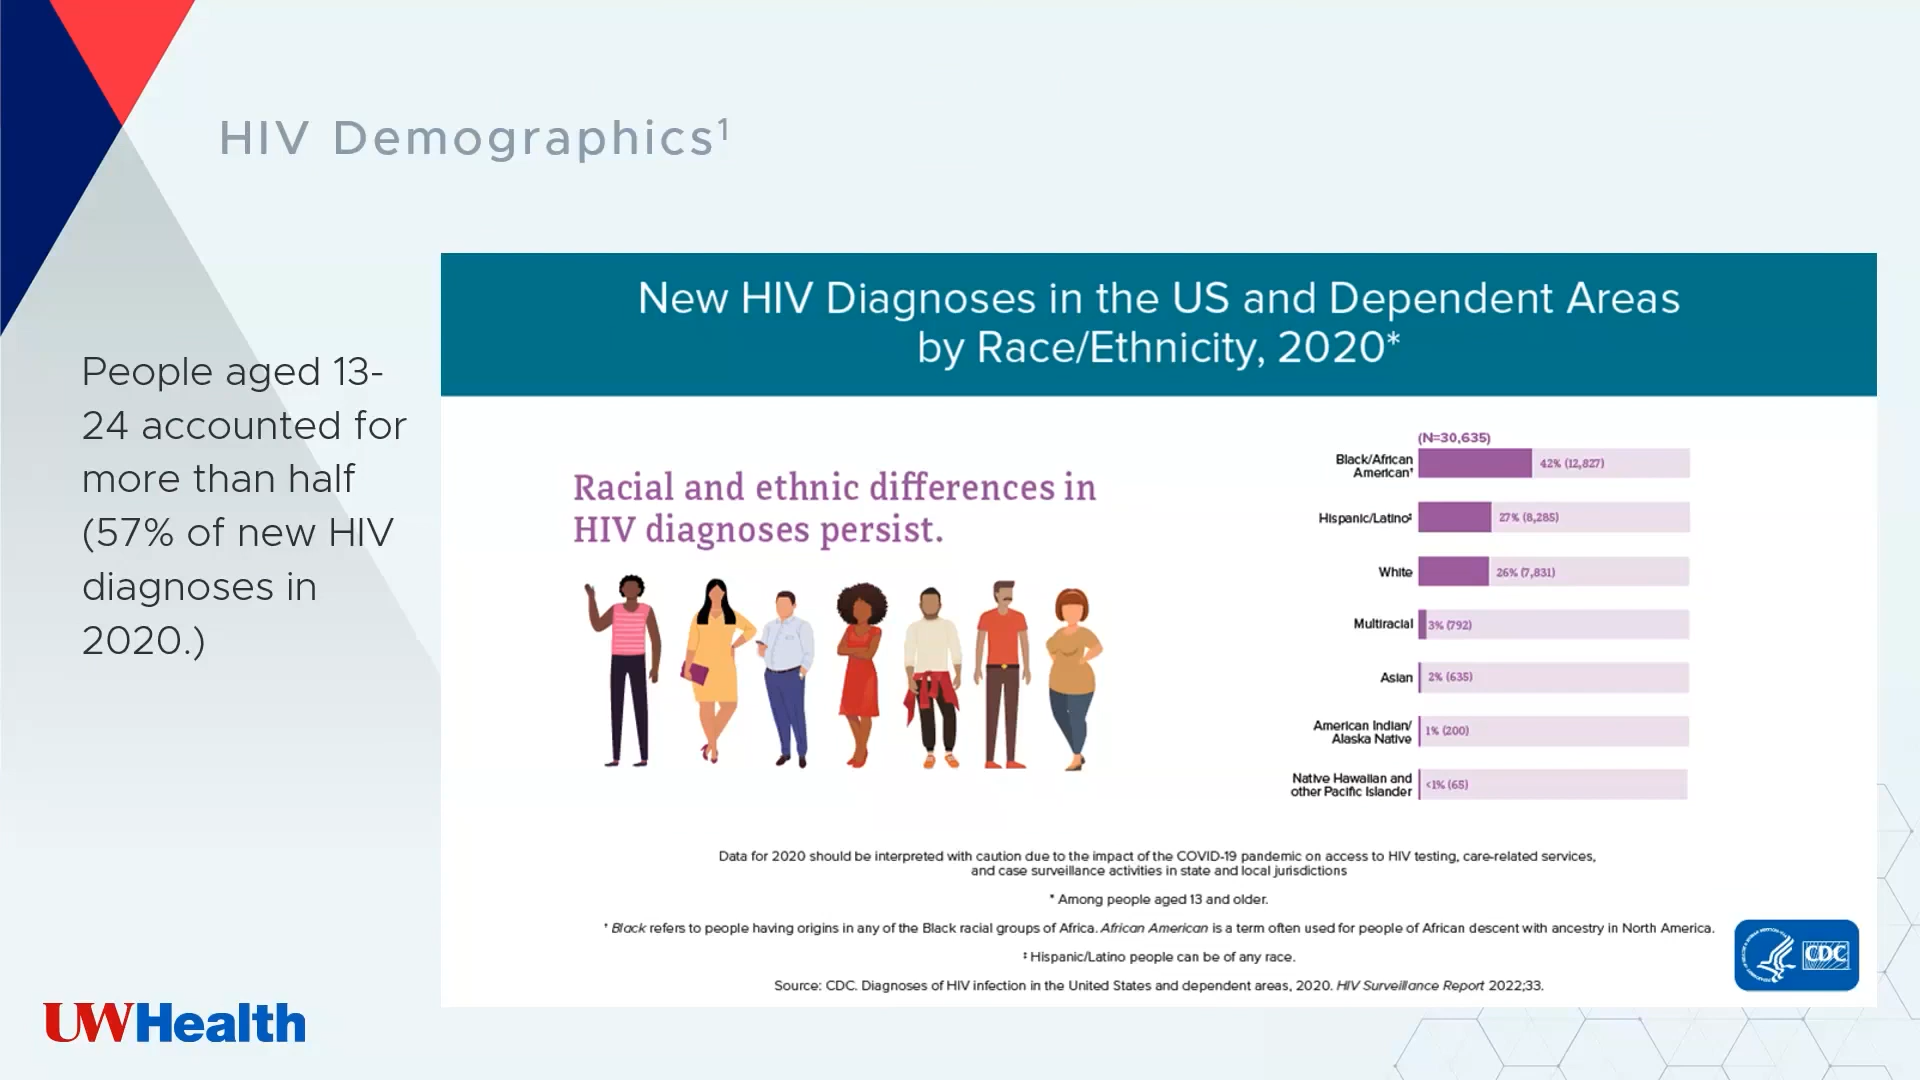 HIV Demographics¹
People aged 13-
24 accounted for
more than half
(57% of new HIV
diagnoses in
2020.)
New HIV Diagnoses in the US and Dependent Areas
by Race/Ethnicity, 2020*
Racial and ethnic differences in
HIV diagnoses persist.
(N=30,635)
Black/African
American†
42% (12,827)
Hispanic/Latino‡
27% (8,285)
White
26% (7,831)
Multiracial
3% (792)
Asian
2% (635)
American Indian/
Alaska Native
1% (200)
Native Hawaiian and
other Pacific Islander
<1% (65)
Data for 2020 should be interpreted with caution due to the impact of the COVID-19 pandemic on access to HIV testing, care-related services,
and case surveillance activities in state and local jurisdictions
* Among people aged 13 and older.
† Black refers to people having origins in any of the Black racial groups of Africa. African American is a term often used for people of African descent with ancestry in North America.
‡ Hispanic/Latino people can be of any race.
Source: CDC. Diagnoses of HIV infection in the United States and dependent areas, 2020. HIV Surveillance Report 2022;33.
CDC
UWHealth